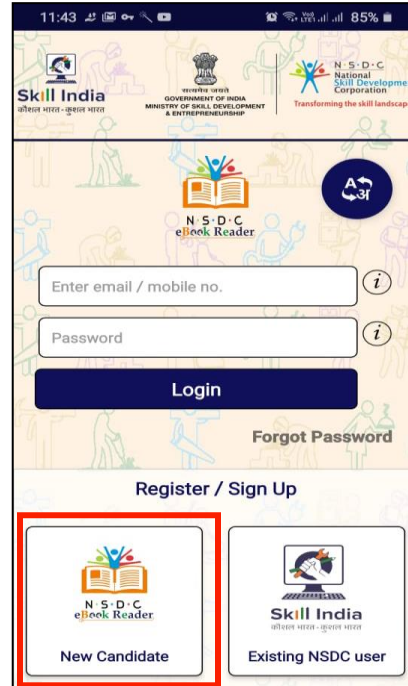 11:43
85%
Skill India
कौशल भारत-कुशल भारत
सत्यमेव जयते
GOVERNMENT OF INDIA
MINISTRY OF SKILL DEVELOPMENT
& ENTREPRENEURSHIP
N·S·D·C
National
Skill Developme
Corporation
Transforming the skill landscap
N·S·D·C
eBook Reader
A
अ
Enter email / mobile no.
i
Password
i
Login
Forgot Password
Register / Sign Up
N·S·D·C
eBook Reader
New Candidate
Skill India
कौशल भारत-कुशल भारत
Existing NSDC user